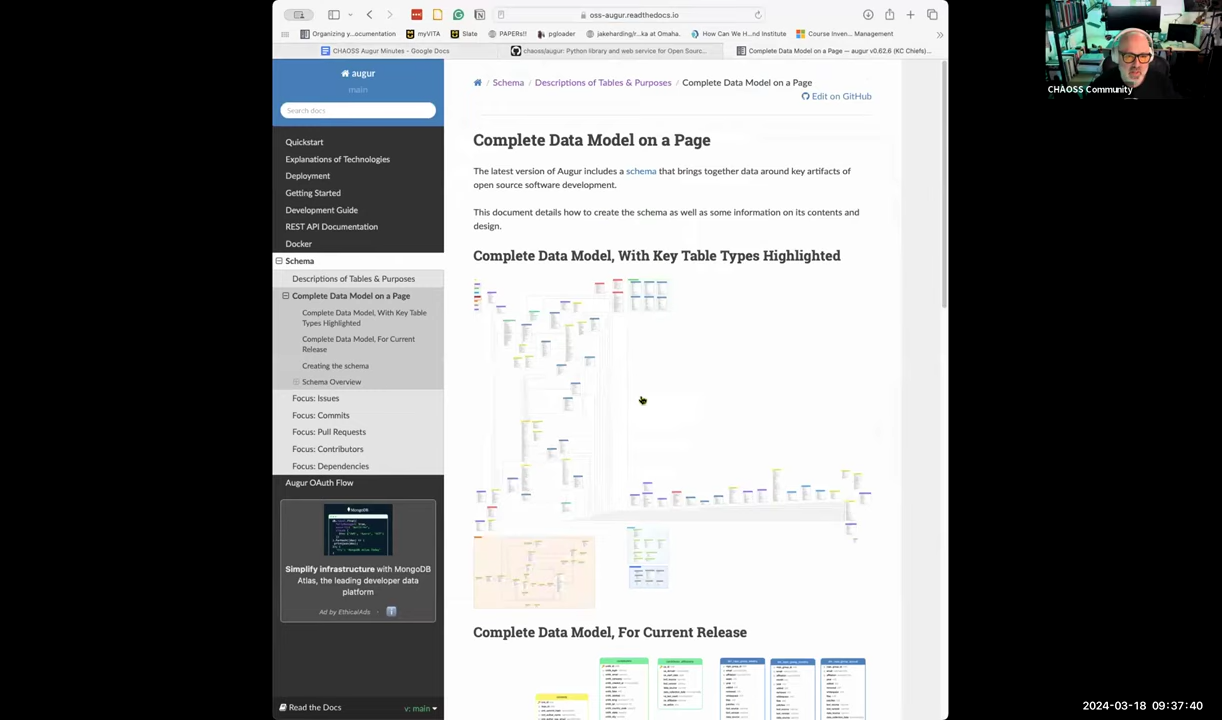 oss-augur.readthedocs.io
Organizing y...ocumentation
myVITA
Slate
PAPERs!!
pgloader
jakeharding/r...ka at Omaha.
How Can We H...nd Institute
Course Inven... Management
CHAOSS Augur Minutes - Google Docs
chaoss/augur: Python library and web service for Open Sourc...
Complete Data Model on a Page — augur v0.62.6 (KC Chiefs)...
augur
main
Search docs
Quickstart
Explanations of Technologies
Deployment
Getting Started
Development Guide
REST API Documentation
Docker
Schema
Descriptions of Tables & Purposes
Complete Data Model on a Page
Complete Data Model, With Key Table
Types Highlighted
Complete Data Model, For Current
Release
Creating the schema
Schema Overview
Focus: Issues
Focus: Commits
Focus: Pull Requests
Focus: Contributors
Focus: Dependencies
Augur OAuth Flow
MongoDB
Simplify infrastructure with MongoDB
Atlas, the leading developer data
platform
Ad by EthicalAds
Read the Docs
v: main
Schema / Descriptions of Tables & Purposes / Complete Data Model on a Page
Edit on GitHub
Complete Data Model on a Page
The latest version of Augur includes a schema that brings together data around key artifacts of
open source software development.
This document details how to create the schema as well as some information on its contents and
design.
Complete Data Model, With Key Table Types Highlighted
Complete Data Model, For Current Release
CHAOSS Community
2024-03-18 09:37:40